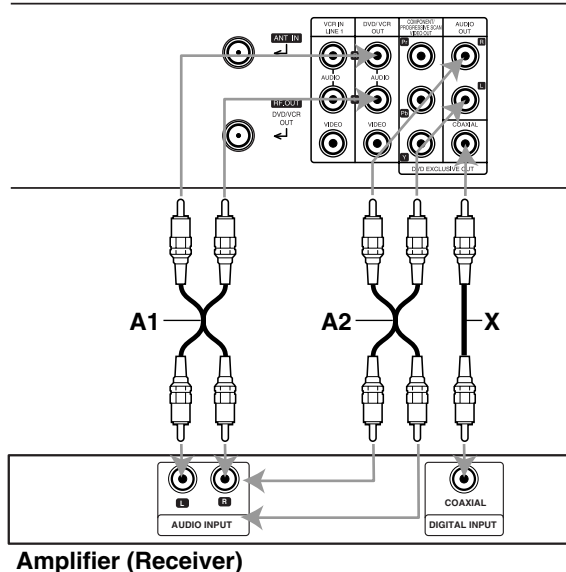 VCR IN
LINE 1
DVD/VCR
OUT
COMPONENT/
PROGRESSIVE SCAN
VIDEO OUT
AUDIO
OUT
ANT IN
Pr
R
AUDIO
AUDIO
RF.OUT
DVD/VCR
OUT
Pb
L
VIDEO
VIDEO
COAXIAL
Y
DVD EXCLUSIVE OUT
A1
A2
X
L
R
AUDIO INPUT
COAXIAL
DIGITAL INPUT
Amplifier (Receiver)